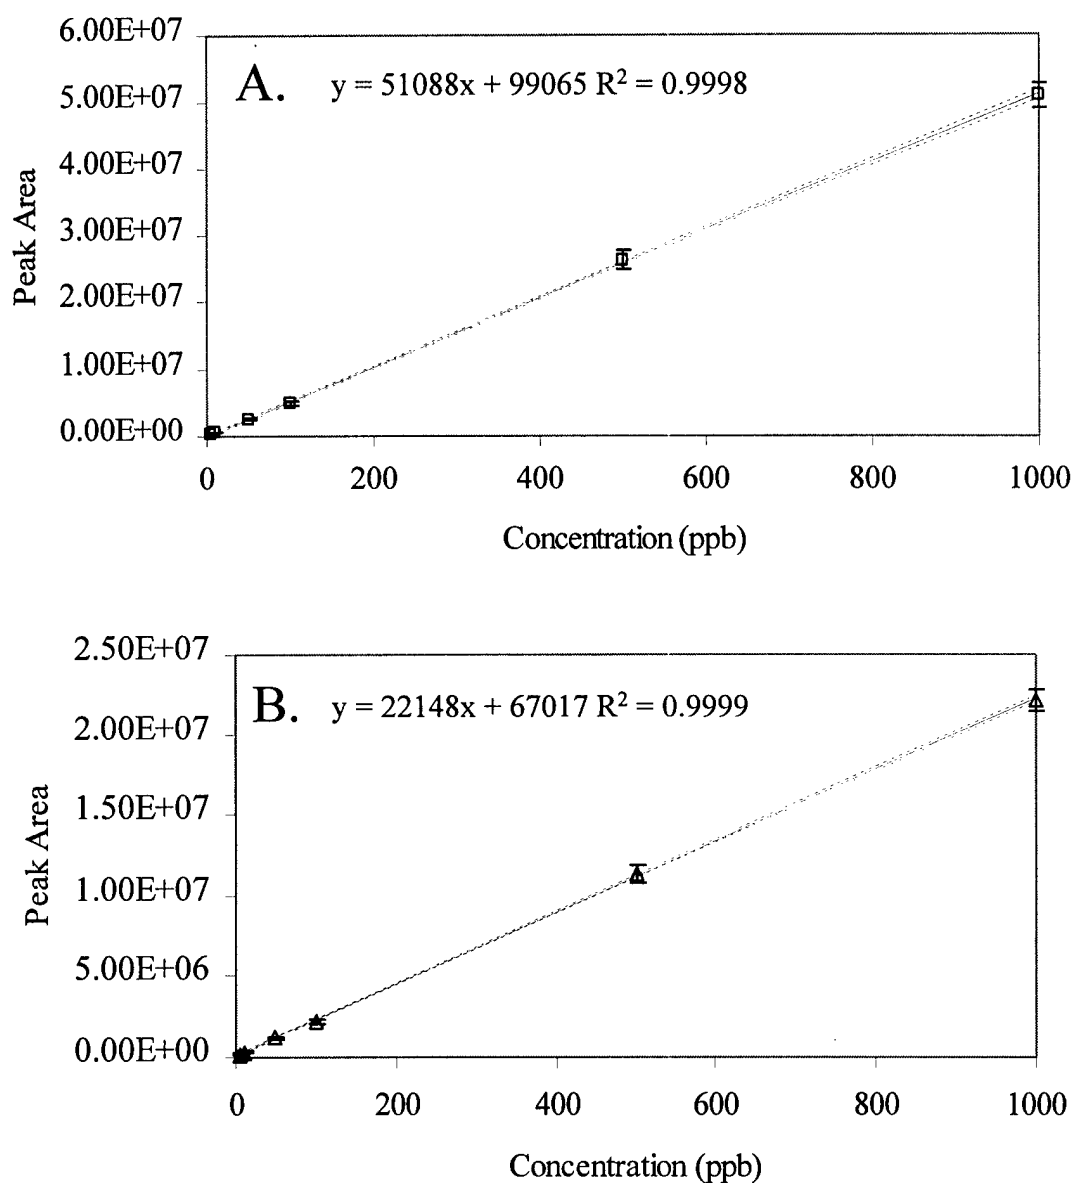 6.00E+07
A. y = 51088x + 99065 R² = 0.9998
5.00E+07
4.00E+07
3.00E+07
2.00E+07
1.00E+07
0.00E+00
Peak Area
0 200 400 600 800 1000
Concentration (ppb)
2.50E+07
B. y = 22148x + 67017 R² = 0.9999
2.00E+07
1.50E+07
1.00E+07
5.00E+06
0.00E+00
Peak Area
0 200 400 600 800 1000
Concentration (ppb)